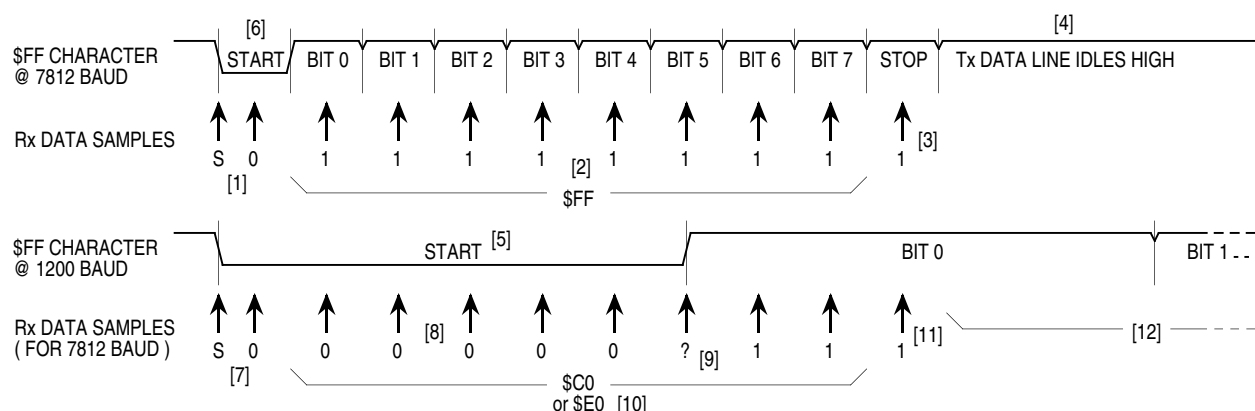 [6] [4]
$FF CHARACTER @ 7812 BAUD
START BIT 0 BIT 1 BIT 2 BIT 3 BIT 4 BIT 5 BIT 6 BIT 7 STOP Tx DATA LINE IDLES HIGH
Rx DATA SAMPLES
S 0 1 1 1 1 1 1 1 1 1
[1] [2] [3]
$FF
$FF CHARACTER @ 1200 BAUD
START [5] BIT 0 BIT 1
Rx DATA SAMPLES
( FOR 7812 BAUD )
S 0 0 0 0 0 0 ? 1 1 1
[7] [8] [9] [11] [12]
$C0
or $E0 [10]